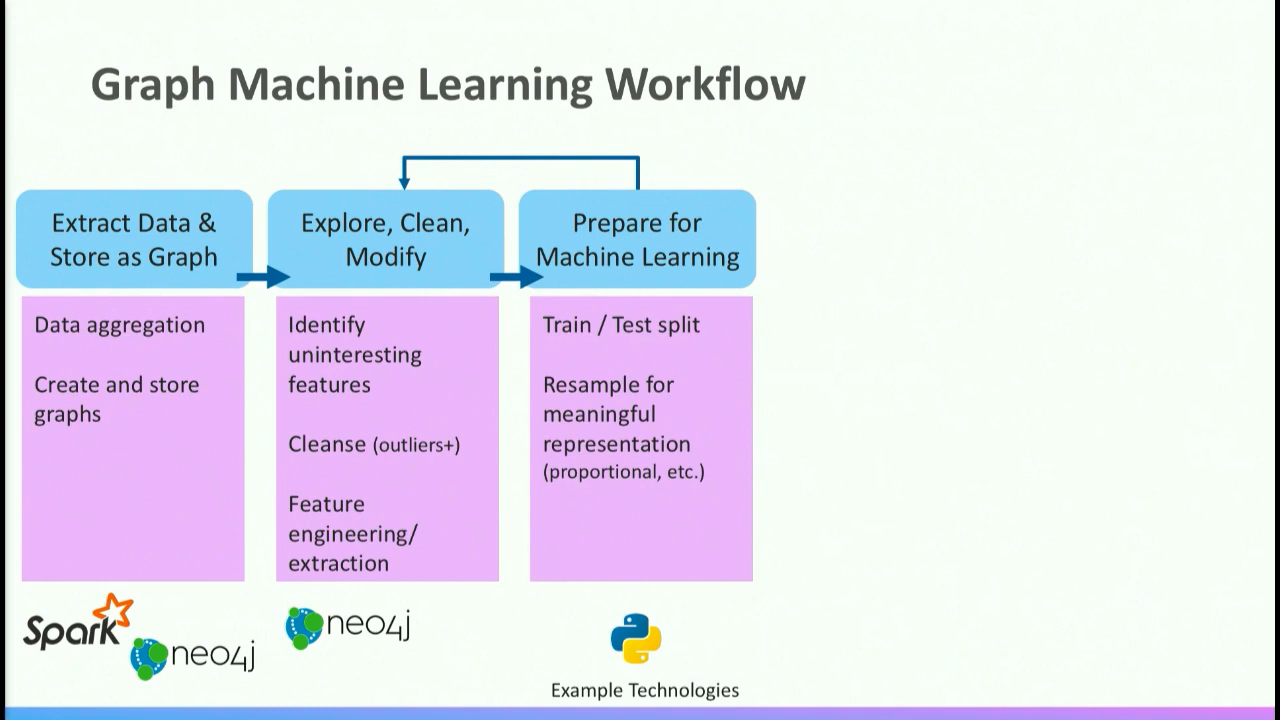 Graph Machine Learning Workflow
Extract Data &
Store as Graph
Explore, Clean,
Modify
Prepare for
Machine Learning
Data aggregation
Create and store
graphs
Identify
uninteresting
features
Cleanse (outliers+)
Feature
engineering/
extraction
Train / Test split
Resample for
meaningful
representation
(proportional, etc.)
Spark
neo4j
neo4j
Example Technologies